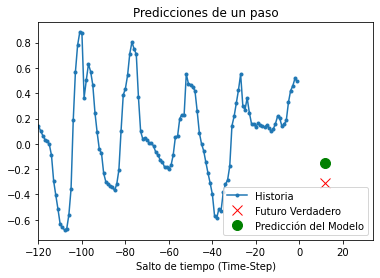 Predicciones de un paso
0.8
0.6
0.4
0.2
0.0
−0.2
−0.4
−0.6
Historia
Futuro Verdadero
Predicción del Modelo
−120 −100 −80 −60 −40 −20 0 20
Salto de tiempo (Time-Step)